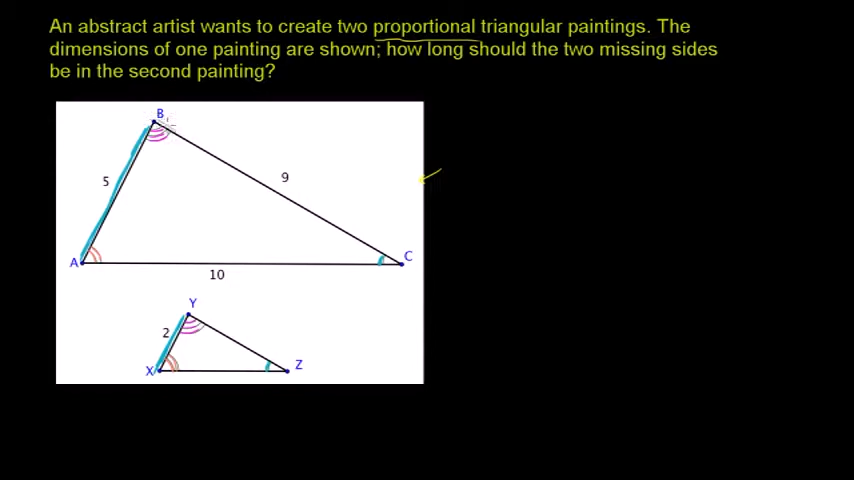 An abstract artist wants to create two proportional triangular paintings. The
dimensions of one painting are shown; how long should the two missing sides
be in the second painting?
B
5
9
A
C
10
Y
2
X
Z